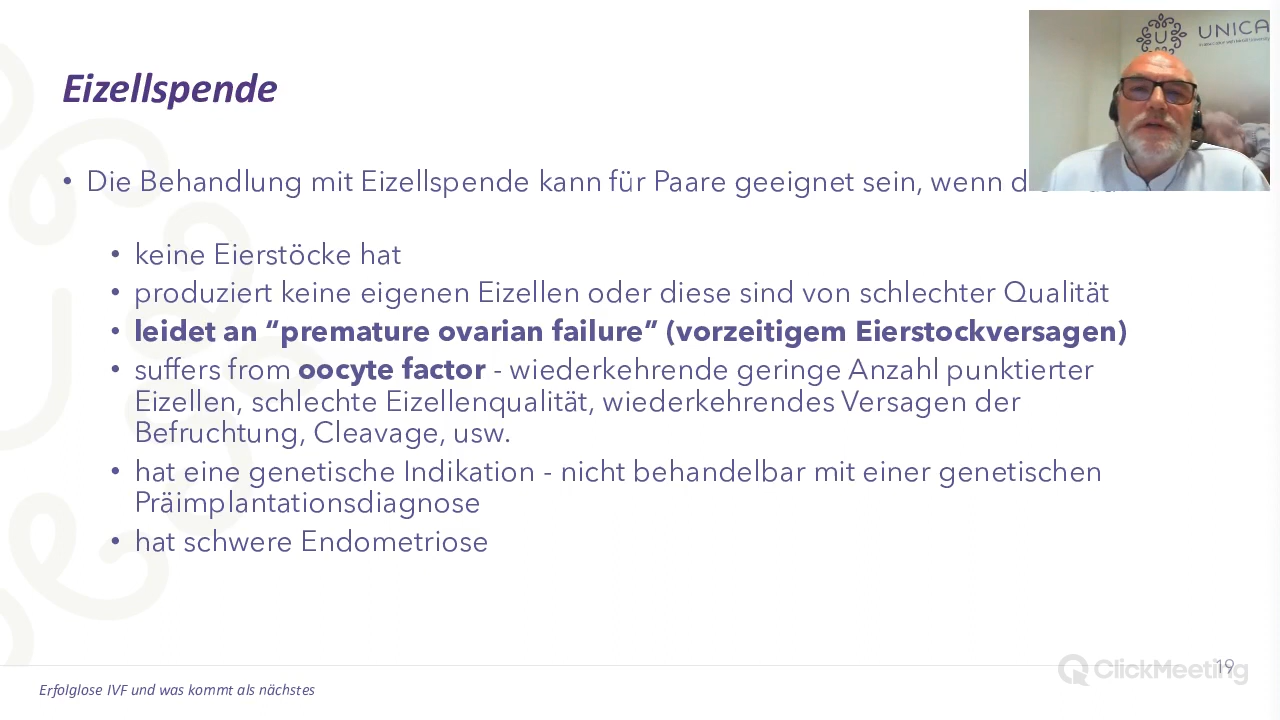 UNICA
Eizellspende
• Die Behandlung mit Eizellspende kann für Paare geeignet sein, wenn
• keine Eierstöcke hat
• produziert keine eigenen Eizellen oder diese sind von schlechter Qualität
• leidet an “premature ovarian failure” (vorzeitigem Eierstockversagen)
• suffers from oocyte factor - wiederkehrende geringe Anzahl punktierter
Eizellen, schlechte Eizellenqualität, wiederkehrendes Versagen der
Befruchtung, Cleavage, usw.
• hat eine genetische Indikation - nicht behandelbar mit einer genetischen
Präimplantationsdiagnose
• hat schwere Endometriose
ClickMeeting
19
Erfolglose IVF und was kommt als nächstes